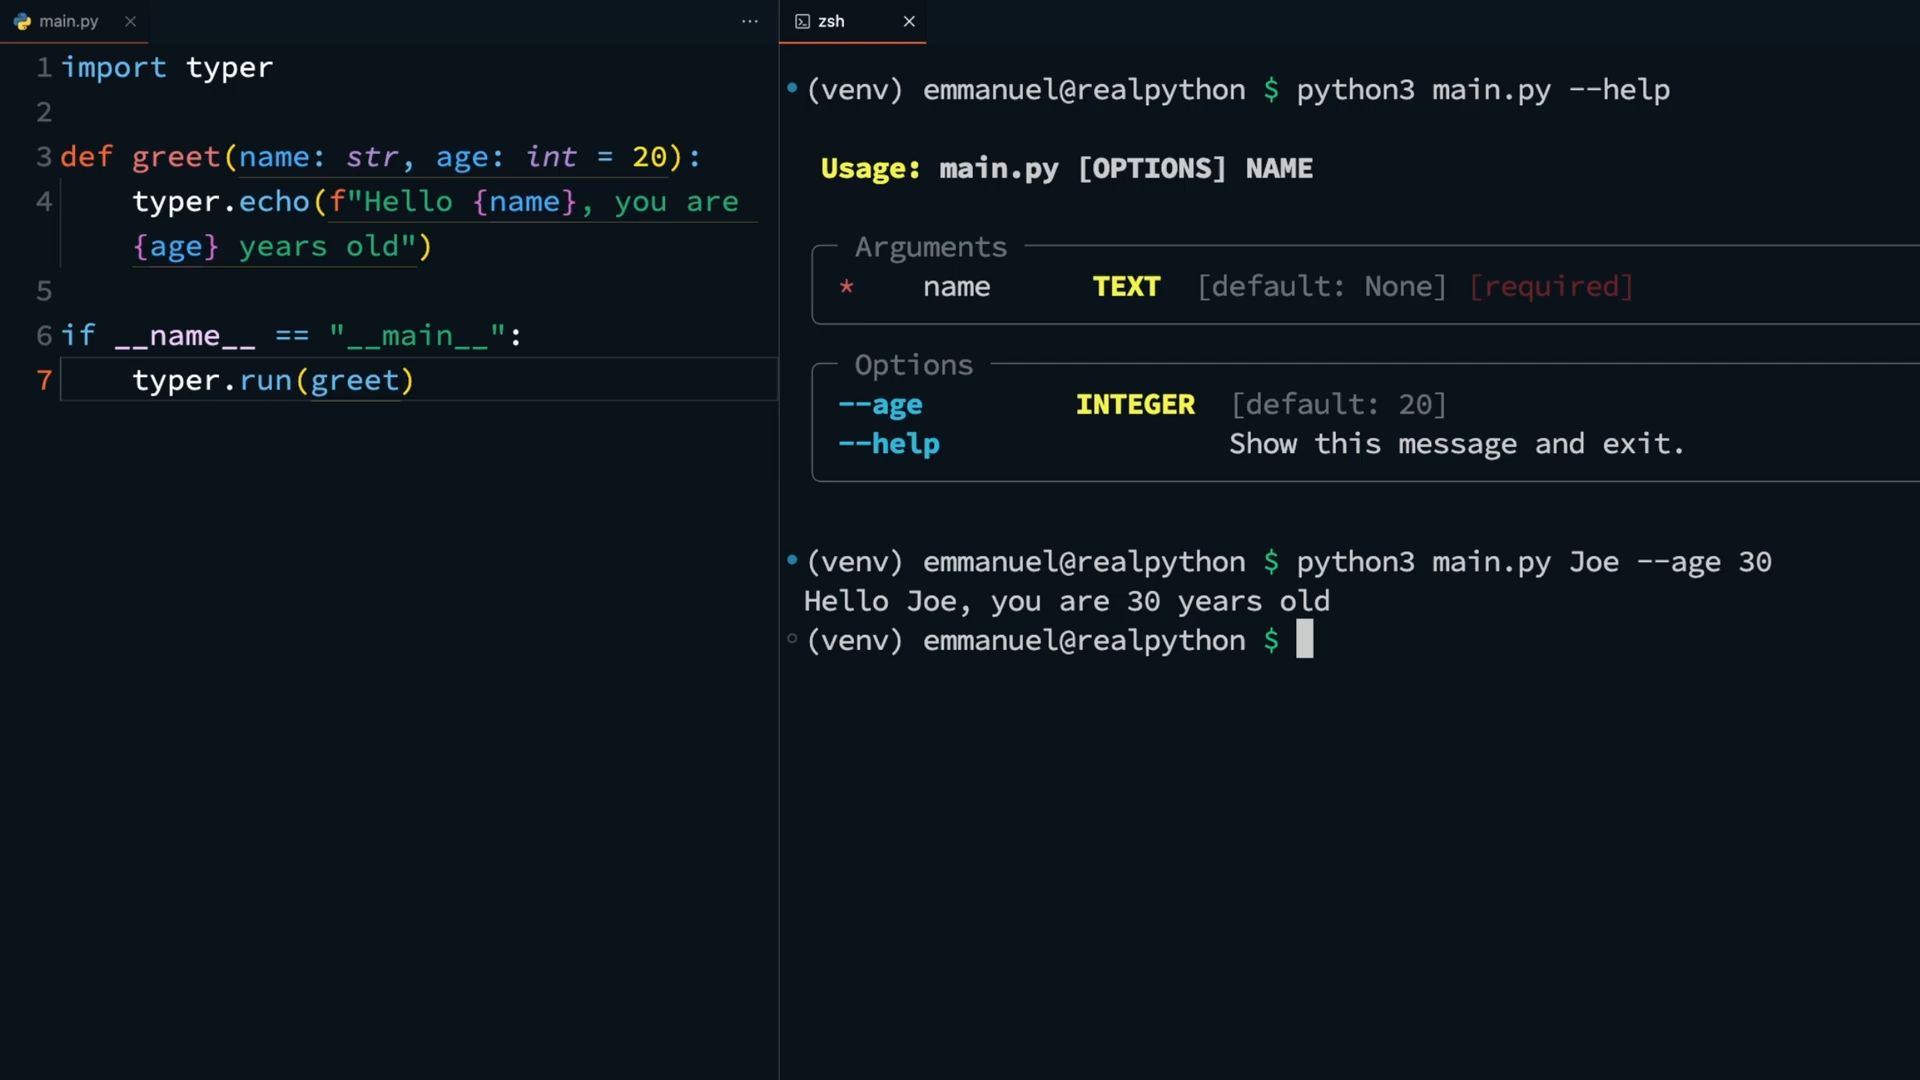 main.py
1 import typer
2
3 def greet(name: str, age: int = 20):
4 typer.echo(f"Hello {name}, you are
{age} years old")
5
6 if __name__ == "__main__":
7 typer.run(greet)
zsh
(venv) emmanuel@realpython $ python3 main.py --help
Usage: main.py [OPTIONS] NAME
Arguments
* name TEXT [default: None] [required]
Options
--age INTEGER [default: 20]
--help Show this message and exit.
(venv) emmanuel@realpython $ python3 main.py Joe --age 30
Hello Joe, you are 30 years old
(venv) emmanuel@realpython $